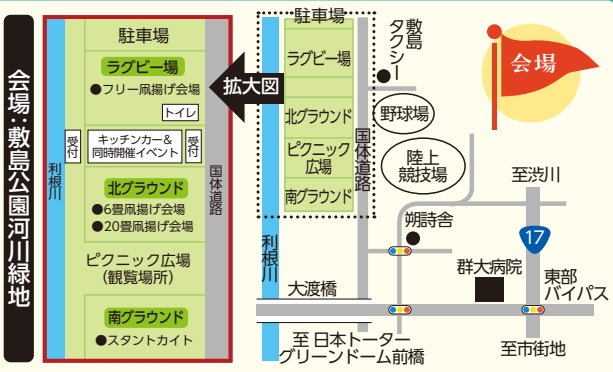 会場：敷島公園河川緑地
駐車場
ラグビー場
●フリー凧揚げ会場
トイレ
受付
キッチンカー&
同時開催イベント
受付
利根川
国体道路
北グラウンド
●6畳凧揚げ会場
●20畳凧揚げ会場
ピクニック広場
(観覧場所)
南グラウンド
●スタントカイト
拡大図
駐車場
ラグビー場
北グラウンド
ピクニック
広場
南グラウンド
利根川
国体道路
敷島
タクシー
野球場
陸上
競技場
会場
至渋川
朔詩舎
17
群大病院
東部
バイパス
大渡橋
至 日本トーター
グリーンドーム前橋
至市街地